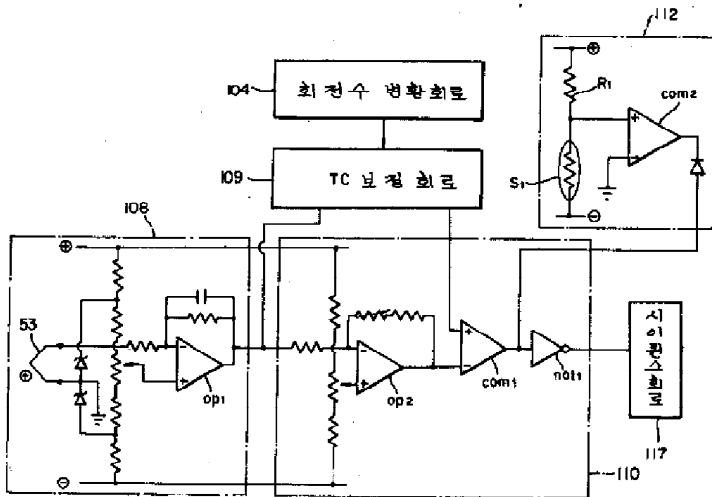 112
⊕
R1
com2
S1
⊖
104
회전수 변환회로
109
TC 보정회로
108
⊕
53
⊕
op1
⊖
op2
com1
not1
시이퀀스회로
117
110